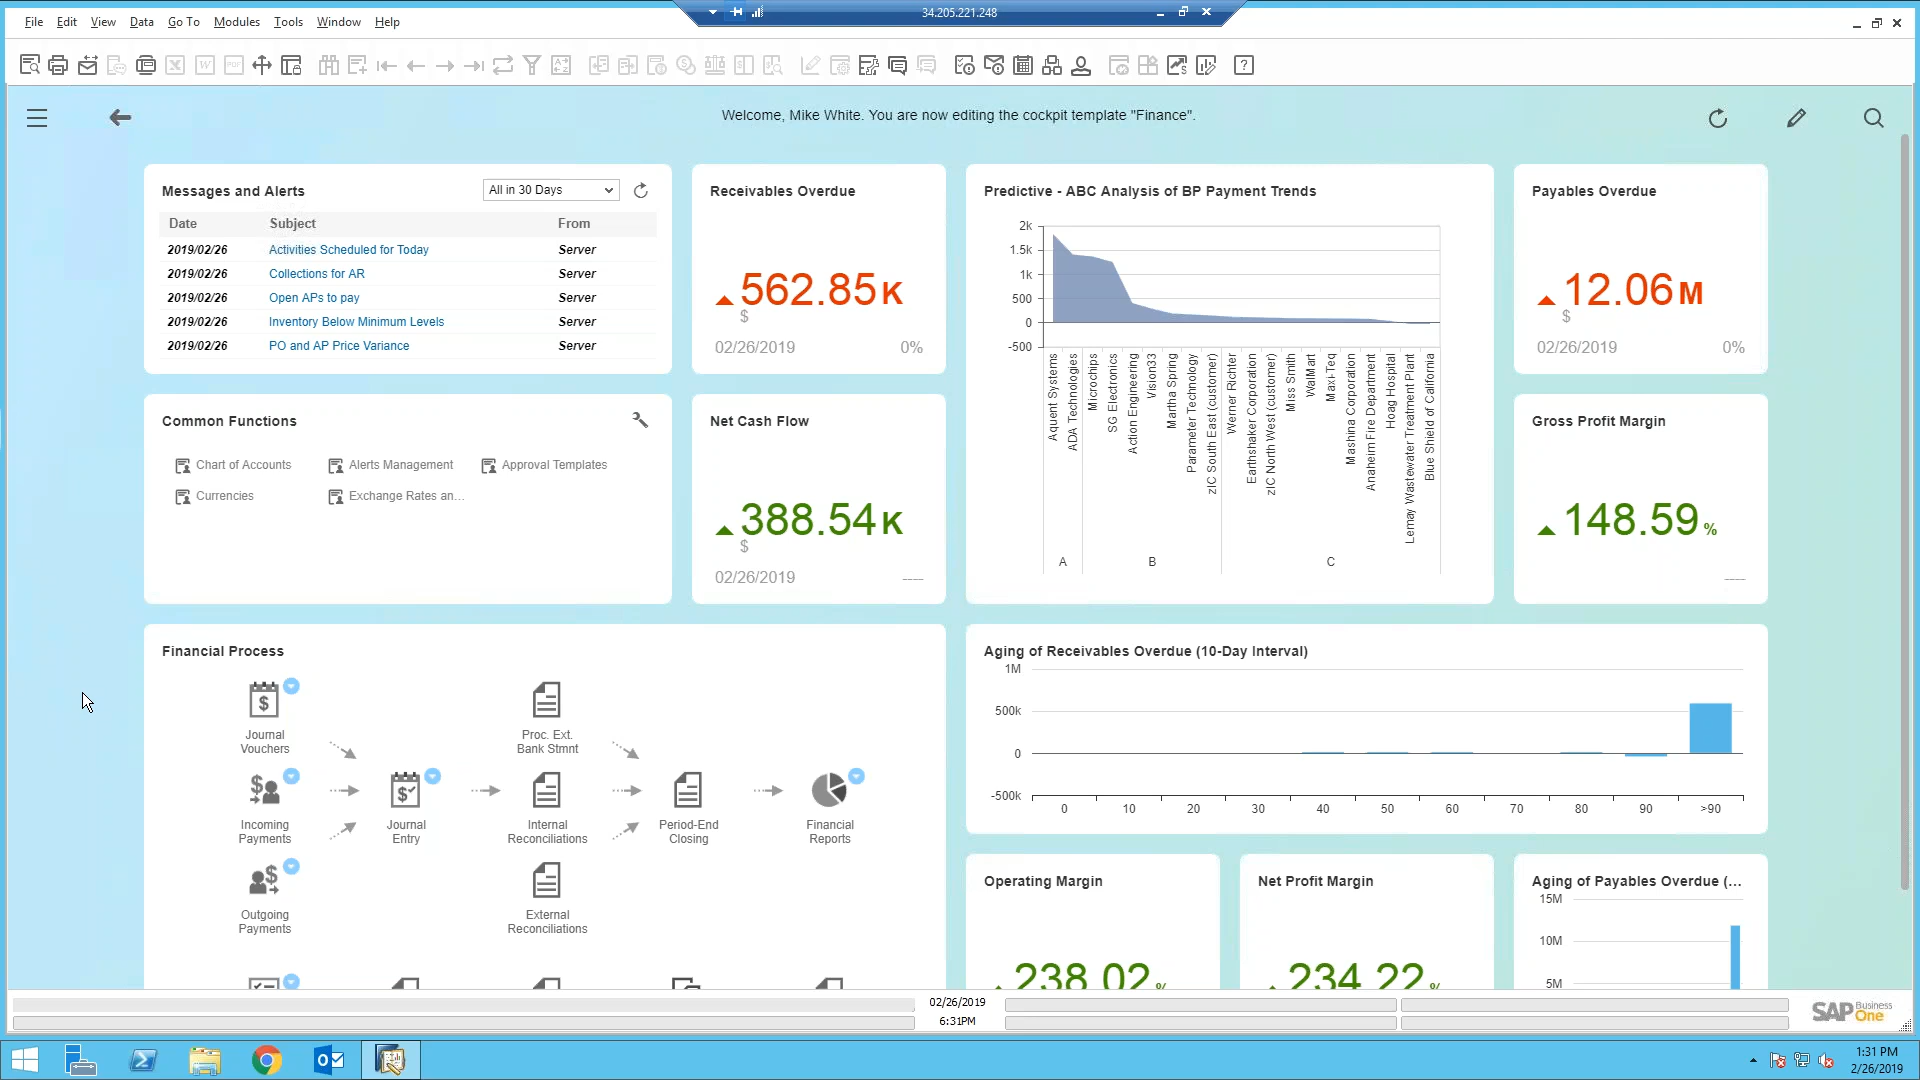 34.205.221.248
File Edit View Data Go To Modules Tools Window Help
Welcome, Mike White. You are now editing the cockpit template "Finance".
Messages and Alerts
All in 30 Days
Date Subject From
2019/02/26 Activities Scheduled for Today Server
2019/02/26 Collections for AR Server
2019/02/26 Open APs to pay Server
2019/02/26 Inventory Below Minimum Levels Server
2019/02/26 PO and AP Price Variance Server
Receivables Overdue
562.85K
$
02/26/2019 0%
Predictive - ABC Analysis of BP Payment Trends
2k
1.5k
1k
500
0
-500
Aquent Systems
ADA Technologies
Microchips
SG Electronics
Action Engineering
Vision33
Martha Spring
Parameter Technology
zIC South East (customer)
Werner Richter
Earthshaker Corporation
zIC North West (customer)
Miss Smith
WalMart
Maxi-Teq
Mashina Corporation
Anaheim Fire Department
Hoag Hospital
Lemay Wastewater Treatment Plant
Blue Shield of California
A B C
Payables Overdue
12.06M
$
02/26/2019 0%
Common Functions
Chart of Accounts Alerts Management Approval Templates
Currencies Exchange Rates an...
Net Cash Flow
388.54K
$
02/26/2019 ----
Gross Profit Margin
148.59%
----
Financial Process
Journal
Vouchers
Proc. Ext.
Bank Stmnt
Incoming
Payments
Journal
Entry
Internal
Reconciliations
Period-End
Closing
Financial
Reports
Outgoing
Payments
External
Reconciliations
Aging of Receivables Overdue (10-Day Interval)
1M
500k
0
-500k
0 10 20 30 40 50 60 70 80 90 >90
Operating Margin
238.02%
Net Profit Margin
234.22%
Aging of Payables Overdue (...
15M
10M
5M
02/26/2019
6:31PM
SAP Business One
1:31 PM
2/26/2019